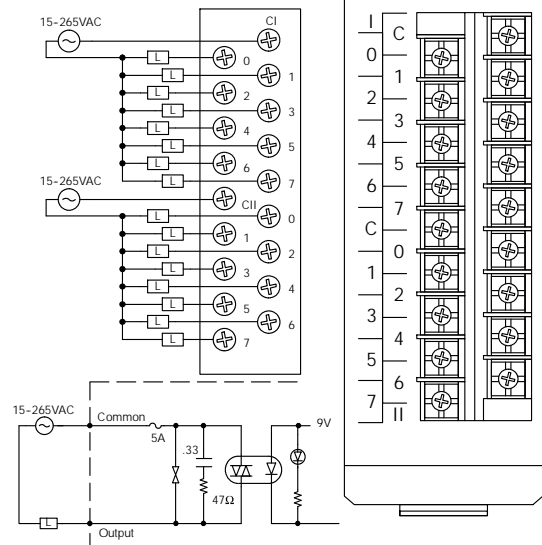 15-265VAC
CI
L
0
L
1
L
2
L
3
L
4
L
5
L
6
L
7
15-265VAC
CII
L
0
L
1
L
2
L
3
L
4
L
5
L
6
L
7
I
C
0
1
2
3
4
5
6
7
C
0
1
2
3
4
5
6
7
II
15-265VAC
Common
5A
9V
.33
47Ω
L
Output